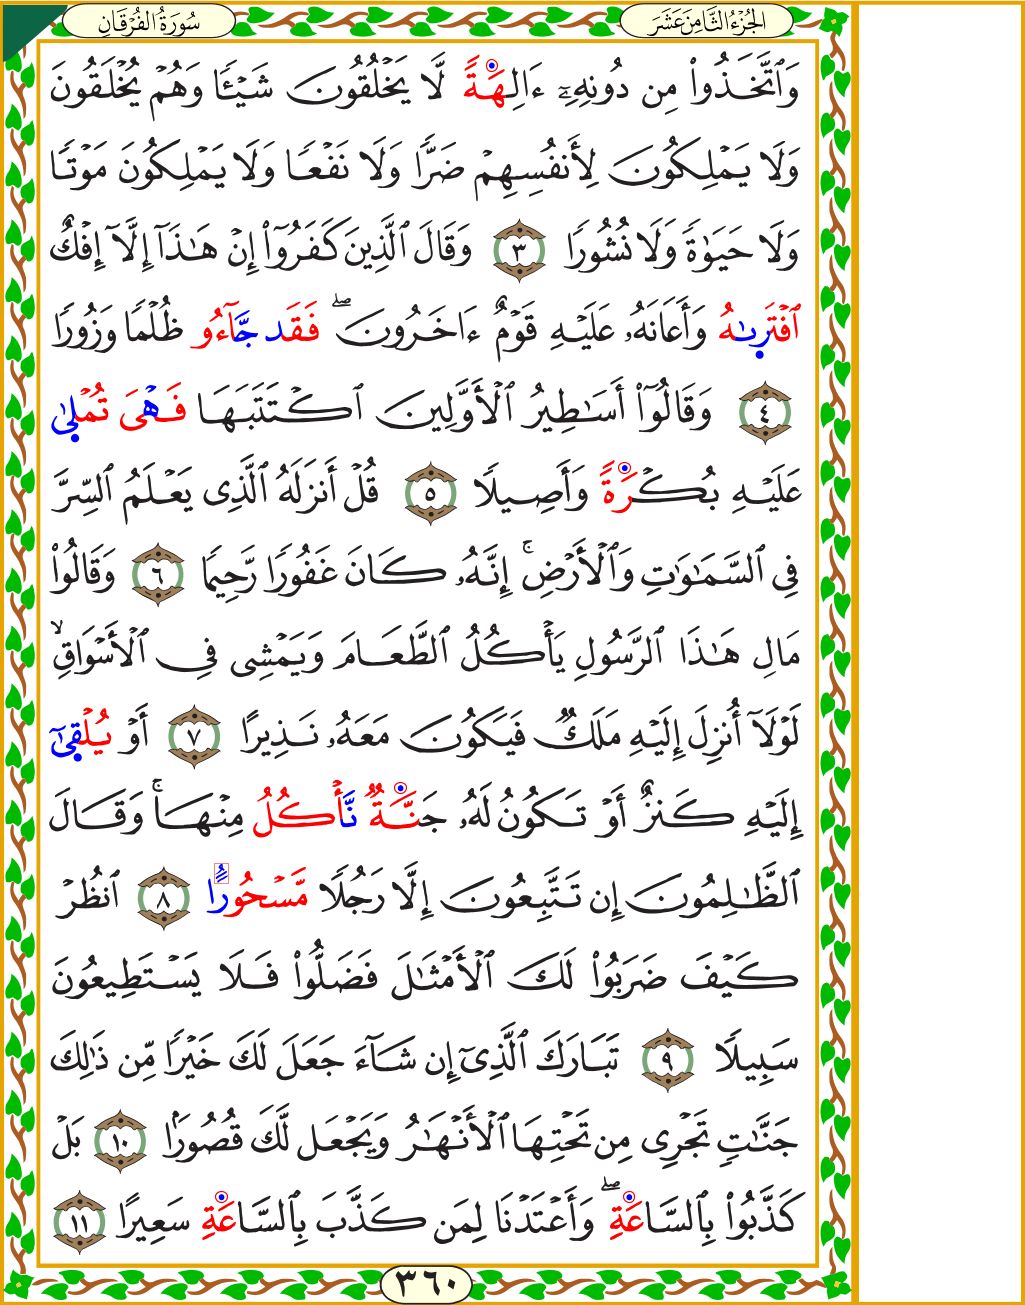 سُورَةُ الْفُرْقَانِ
الجُزْءُ الثَّامِنَ عَشَرَ
وَٱتَّخَذُوا۟ مِن دُونِهِۦٓ ءَالِهَةً لَّا يَخْلُقُونَ شَيْـًٔا وَهُمْ يُخْلَقُونَ
وَلَا يَمْلِكُونَ لِأَنفُسِهِمْ ضَرًّا وَلَا نَفْعًا وَلَا يَمْلِكُونَ مَوْتًا
وَلَا حَيَوٰةً وَلَا نُشُورًا ٣ وَقَالَ ٱلَّذِينَ كَفَرُوٓا۟ إِنْ هَٰذَآ إِلَّآ إِفْكٌ
ٱفْتَرَىٰهُ وَأَعَانَهُۥ عَلَيْهِ قَوْمٌ ءَاخَرُونَ ۖ فَقَد جَّآءُو ظُلْمًا وَزُورًا
٤ وَقَالُوٓا۟ أَسَٰطِيرُ ٱلْأَوَّلِينَ ٱكْتَتَبَهَا فَهْىَ تُمْلَىٰ
عَلَيْهِ بُكْرَةً وَأَصِيلًا ٥ قُلْ أَنزَلَهُ ٱلَّذِى يَعْلَمُ ٱلسِّرَّ
فِى ٱلسَّمَٰوَٰتِ وَٱلْأَرْضِ ۚ إِنَّهُۥ كَانَ غَفُورًا رَّحِيمًا ٦ وَقَالُوا۟
مَالِ هَٰذَا ٱلرَّسُولِ يَأْكُلُ ٱلطَّعَامَ وَيَمْشِى فِى ٱلْأَسْوَاقِ ۙ
لَوْلَآ أُنزِلَ إِلَيْهِ مَلَكٌ فَيَكُونَ مَعَهُۥ نَذِيرًا ٧ أَوْ يُلْقَىٰٓ
إِلَيْهِ كَنزٌ أَوْ تَكُونُ لَهُۥ جَنَّةٌ نَّأْكُلُ مِنْهَا ۚ وَقَالَ
ٱلظَّٰلِمُونَ إِن تَتَّبِعُونَ إِلَّا رَجُلًا مَّسْحُورًا ٨ ٱنظُرْ
كَيْفَ ضَرَبُوا۟ لَكَ ٱلْأَمْثَٰلَ فَضَلُّوا۟ فَلَا يَسْتَطِيعُونَ
سَبِيلًا ٩ تَبَارَكَ ٱلَّذِىٓ إِن شَآءَ جَعَلَ لَكَ خَيْرًا مِّن ذَٰلِكَ
جَنَّٰتٍ تَجْرِى مِن تَحْتِهَا ٱلْأَنْهَٰرُ وَيَجْعَل لَّكَ قُصُورًۢا ١٠ بَلْ
كَذَّبُوا۟ بِٱلسَّاعَةِ ۖ وَأَعْتَدْنَا لِمَن كَذَّبَ بِٱلسَّاعَةِ سَعِيرًا ١١
٣٦٠